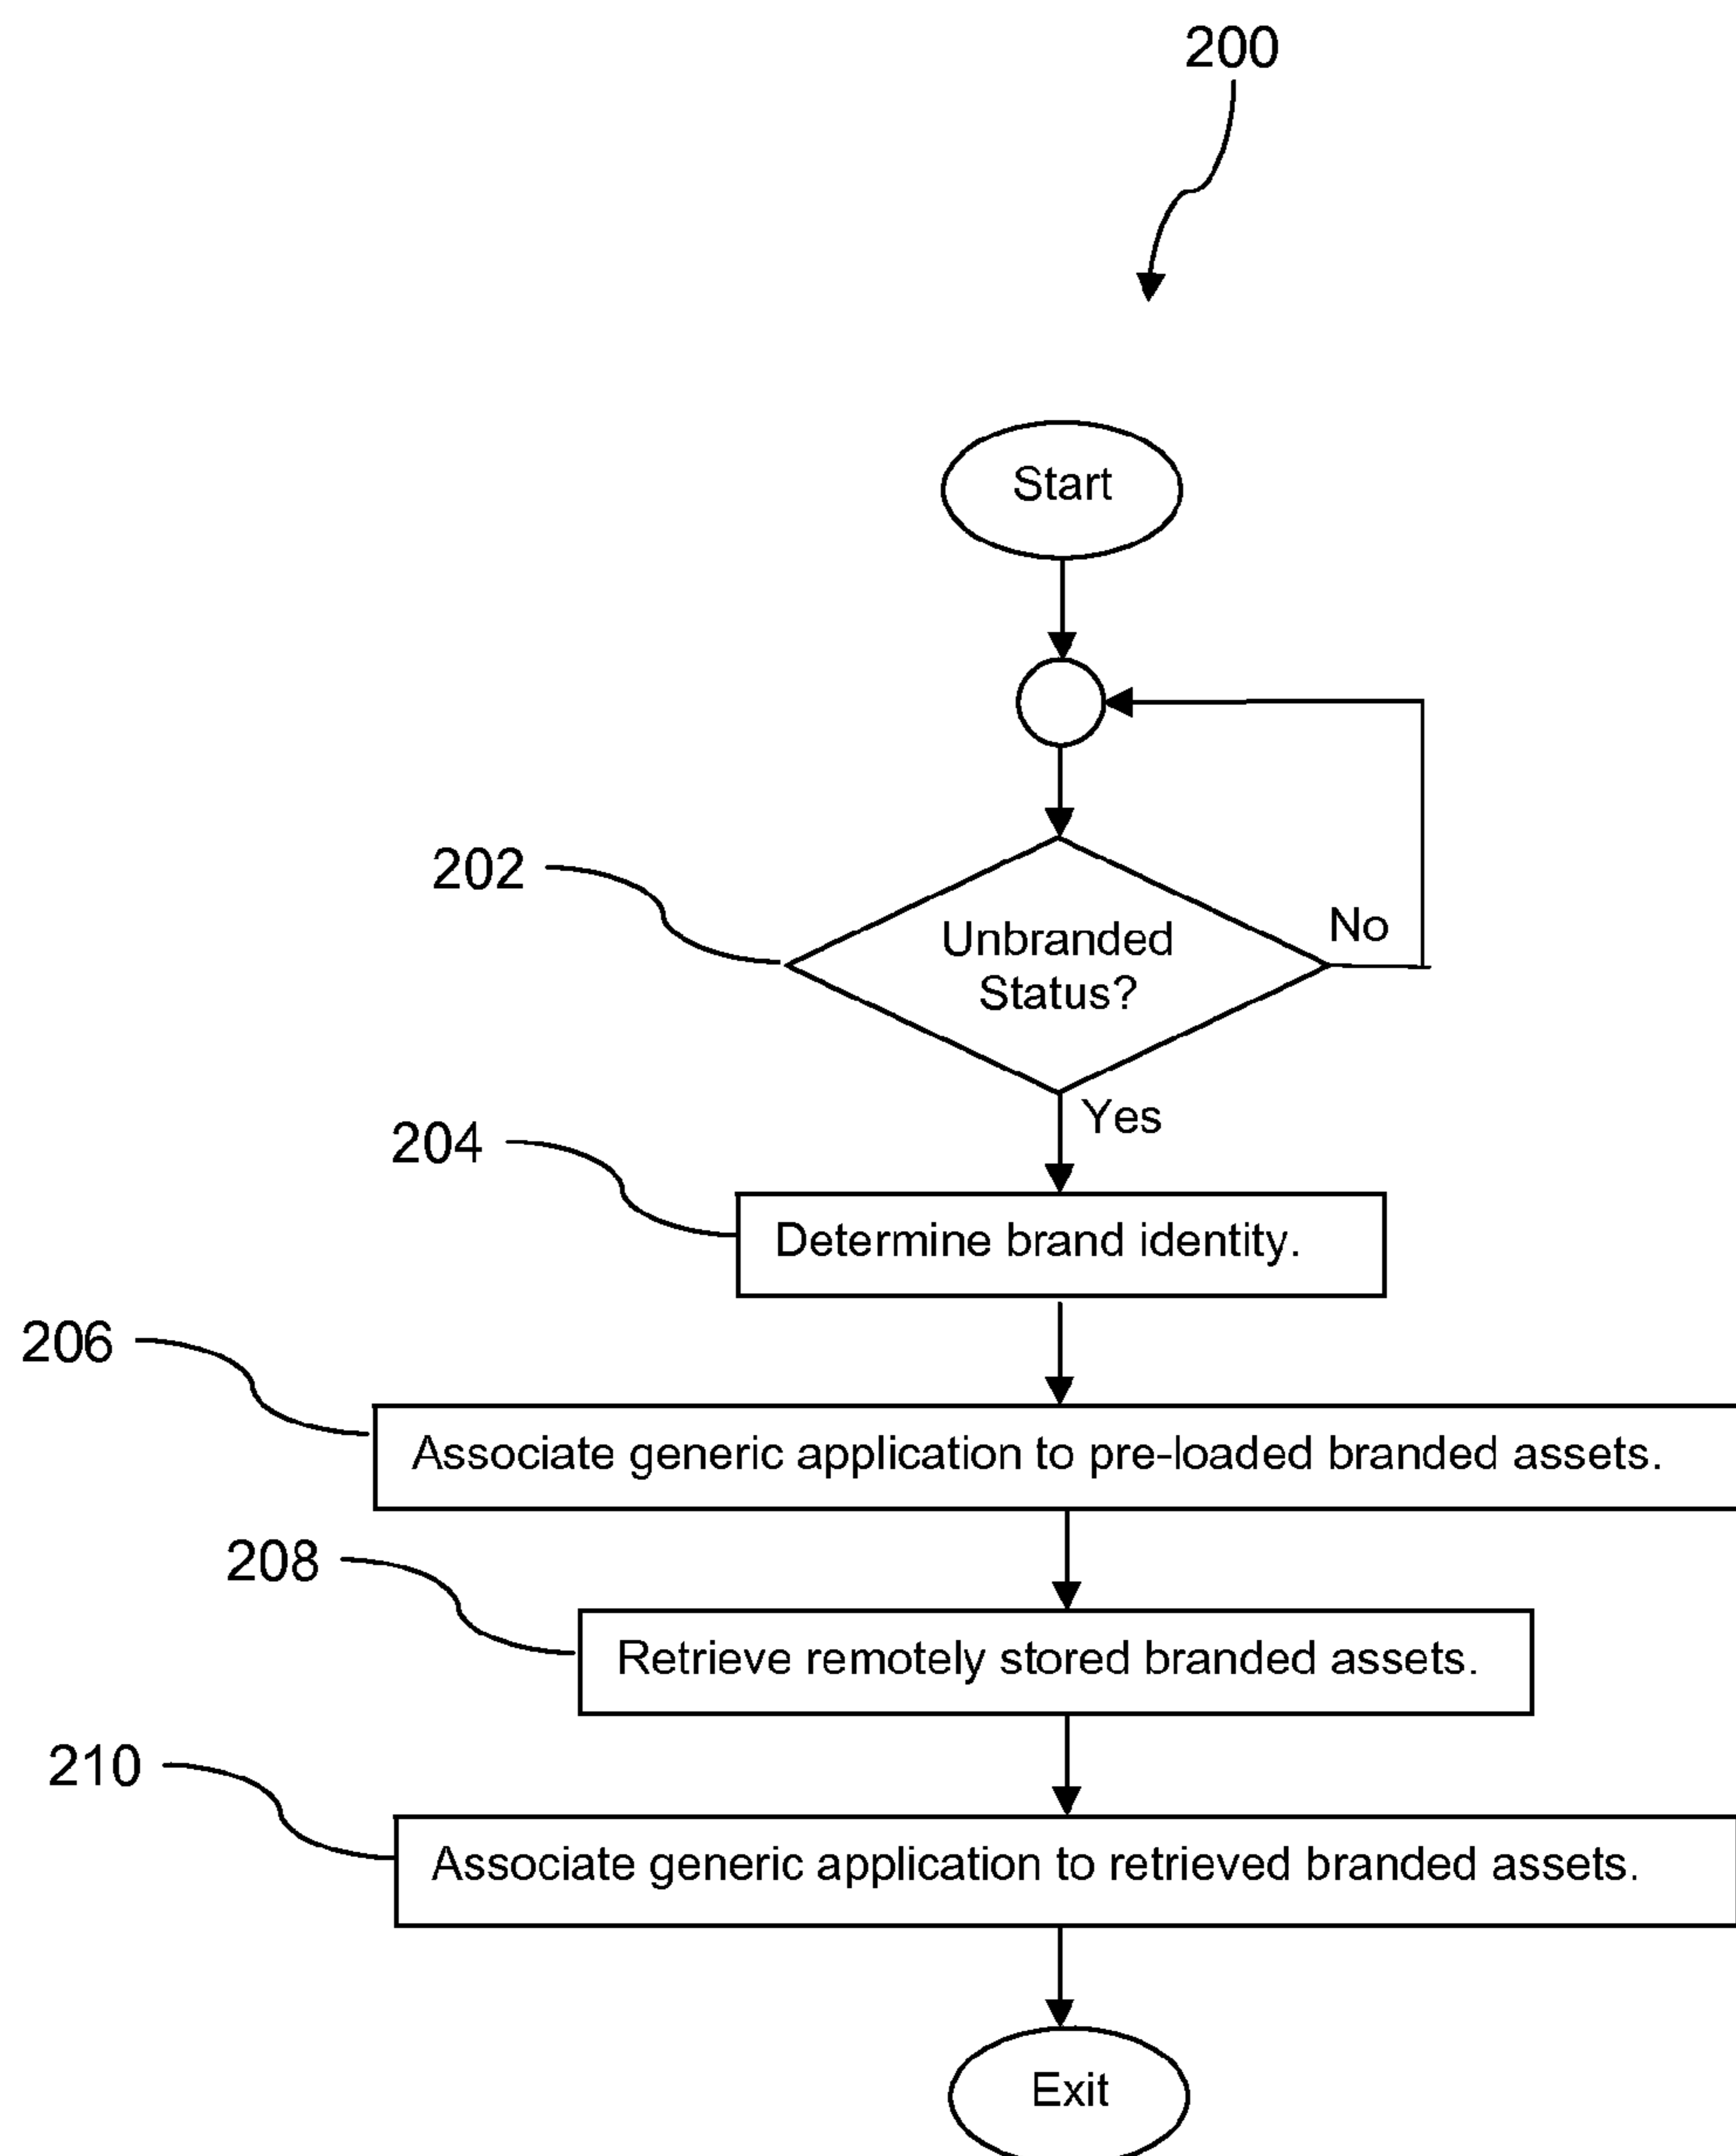 200
Start
202
Unbranded
Status?
No
Yes
204
Determine brand identity.
206
Associate generic application to pre-loaded branded assets.
208
Retrieve remotely stored branded assets.
210
Associate generic application to retrieved branded assets.
Exit